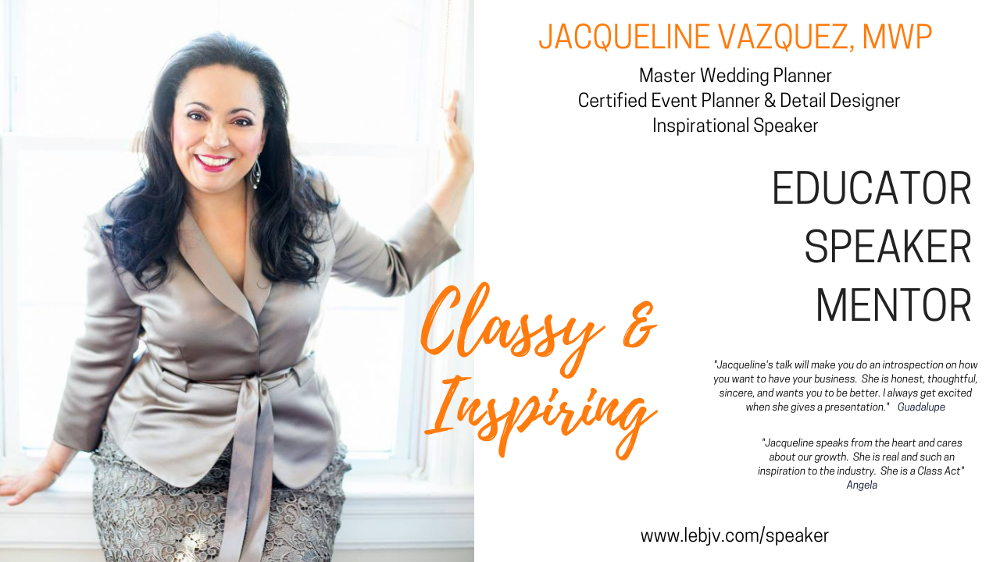 JACQUELINE VAZQUEZ, MWP
Master Wedding Planner
Certified Event Planner & Detail Designer
Inspirational Speaker
EDUCATOR
SPEAKER
MENTOR
Classy &
Inspiring
"Jacqueline's talk will make you do an introspection on how
you want to have your business. She is honest, thoughtful,
sincere, and wants you to be better. I always get excited
when she gives a presentation." Guadalupe
"Jacqueline speaks from the heart and cares
about our growth. She is real and such an
inspiration to the industry. She is a Class Act"
Angela
www.lebjv.com/speaker